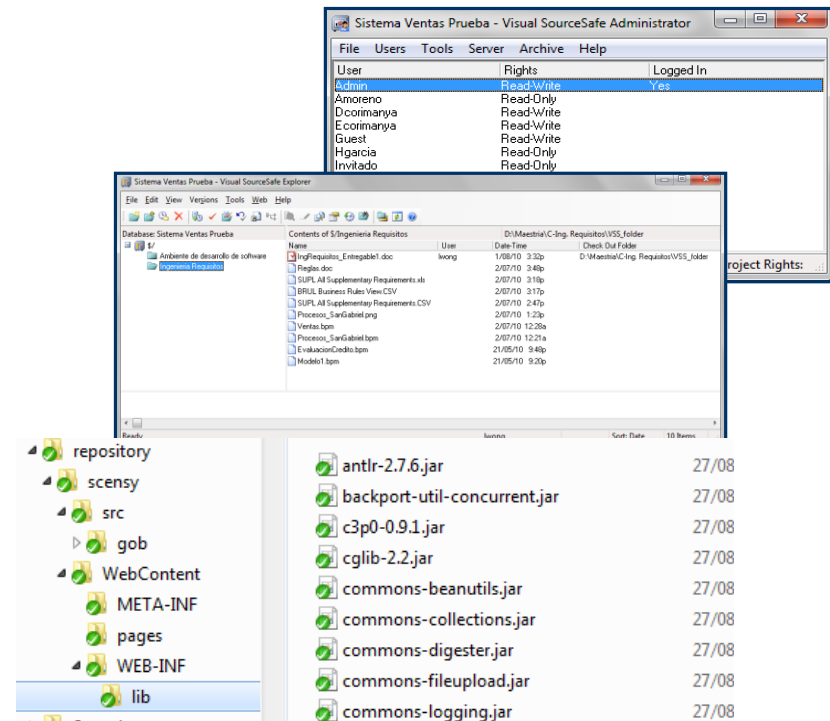 Sistema Ventas Prueba - Visual SourceSafe Administrator
File Users Tools Server Archive Help
User Rights Logged In
Admin Read-Write Yes
Amoreno Read-Only
Dcorimanya Read-Write
Ecorimanya Read-Write
Guest Read-Write
Hgarcia Read-Only
Invitado Read-Only
roject Rights:
Sistema Ventas Prueba - Visual SourceSafe Explorer
File Edit View Versions Tools Web Help
Database: Sistema Ventas Prueba
$/
Ambiente de desarrollo de software
Ingenieria Requisitos
Contents of $/Ingenieria Requisitos D:\Maestria\C-Ing. Requisitos\VSS_folder
Name User Date-Time Check Out Folder
IngRequisitos_Entregable1.doc lwong 1/08/10 3:32p D:\Maestria\C-Ing. Requisitos\VSS_folder
Reglas.doc 2/07/10 3:48p
SUPL All Supplementary Requirements.xls 2/07/10 3:18p
BRUL Business Rules View.CSV 2/07/10 3:17p
SUPL All Supplementary Requirements.CSV 2/07/10 2:47p
Procesos_SanGabriel.png 2/07/10 1:23p
Ventas.bpm 2/07/10 12:28a
Procesos_SanGabriel.bpm 2/07/10 12:21a
EvaluacionCredito.bpm 21/05/10 9:48p
Modelo1.bpm 21/05/10 9:20p
Ready lwong Sort: Date 10 Items
repository
scensy
src
gob
WebContent
META-INF
pages
WEB-INF
lib
antlr-2.7.6.jar 27/08
backport-util-concurrent.jar 27/08
c3p0-0.9.1.jar 27/08
cglib-2.2.jar 27/08
commons-beanutils.jar 27/08
commons-collections.jar 27/08
commons-digester.jar 27/08
commons-fileupload.jar 27/08
commons-logging.jar 27/08